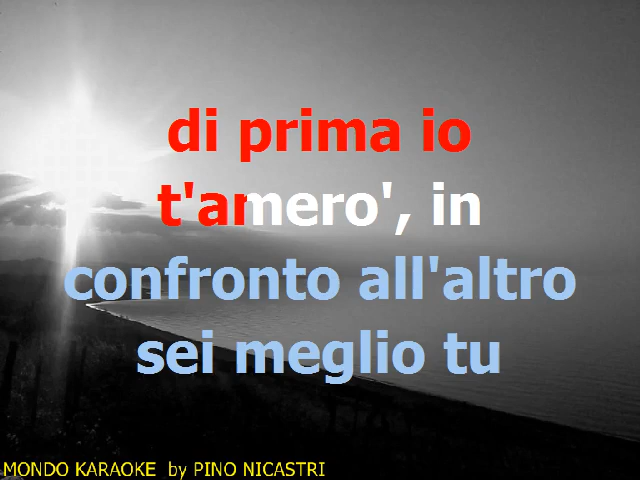 di prima io
t'amero', in
confronto all'altro
sei meglio tu
MONDO KARAOKE  by PINO NICASTRI